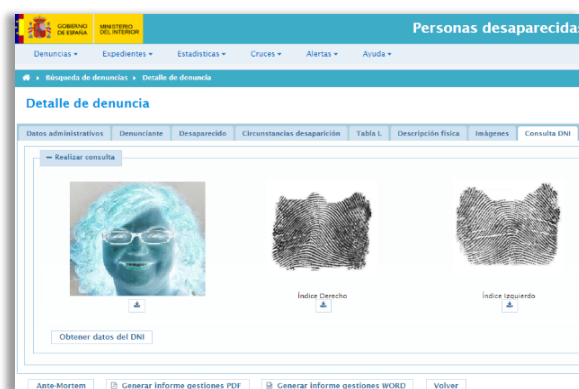 GOBIERNO DE ESPAÑA
MINISTERIO DEL INTERIOR
Personas desaparecidas
Denuncias Expedientes Estadísticas Cruces Alertas Ayuda
Búsqueda de denuncias Detalle de denuncia
Detalle de denuncia
Datos administrativos Denunciante Desaparecido Circunstancias desaparición Tabla L Descripción física Imágenes Consulta DNI
Realizar consulta
Índice Derecho Índice Izquierdo
Obtener datos del DNI
Ante-Mortem Generar informe gestiones PDF Generar informe gestiones WORD Volver